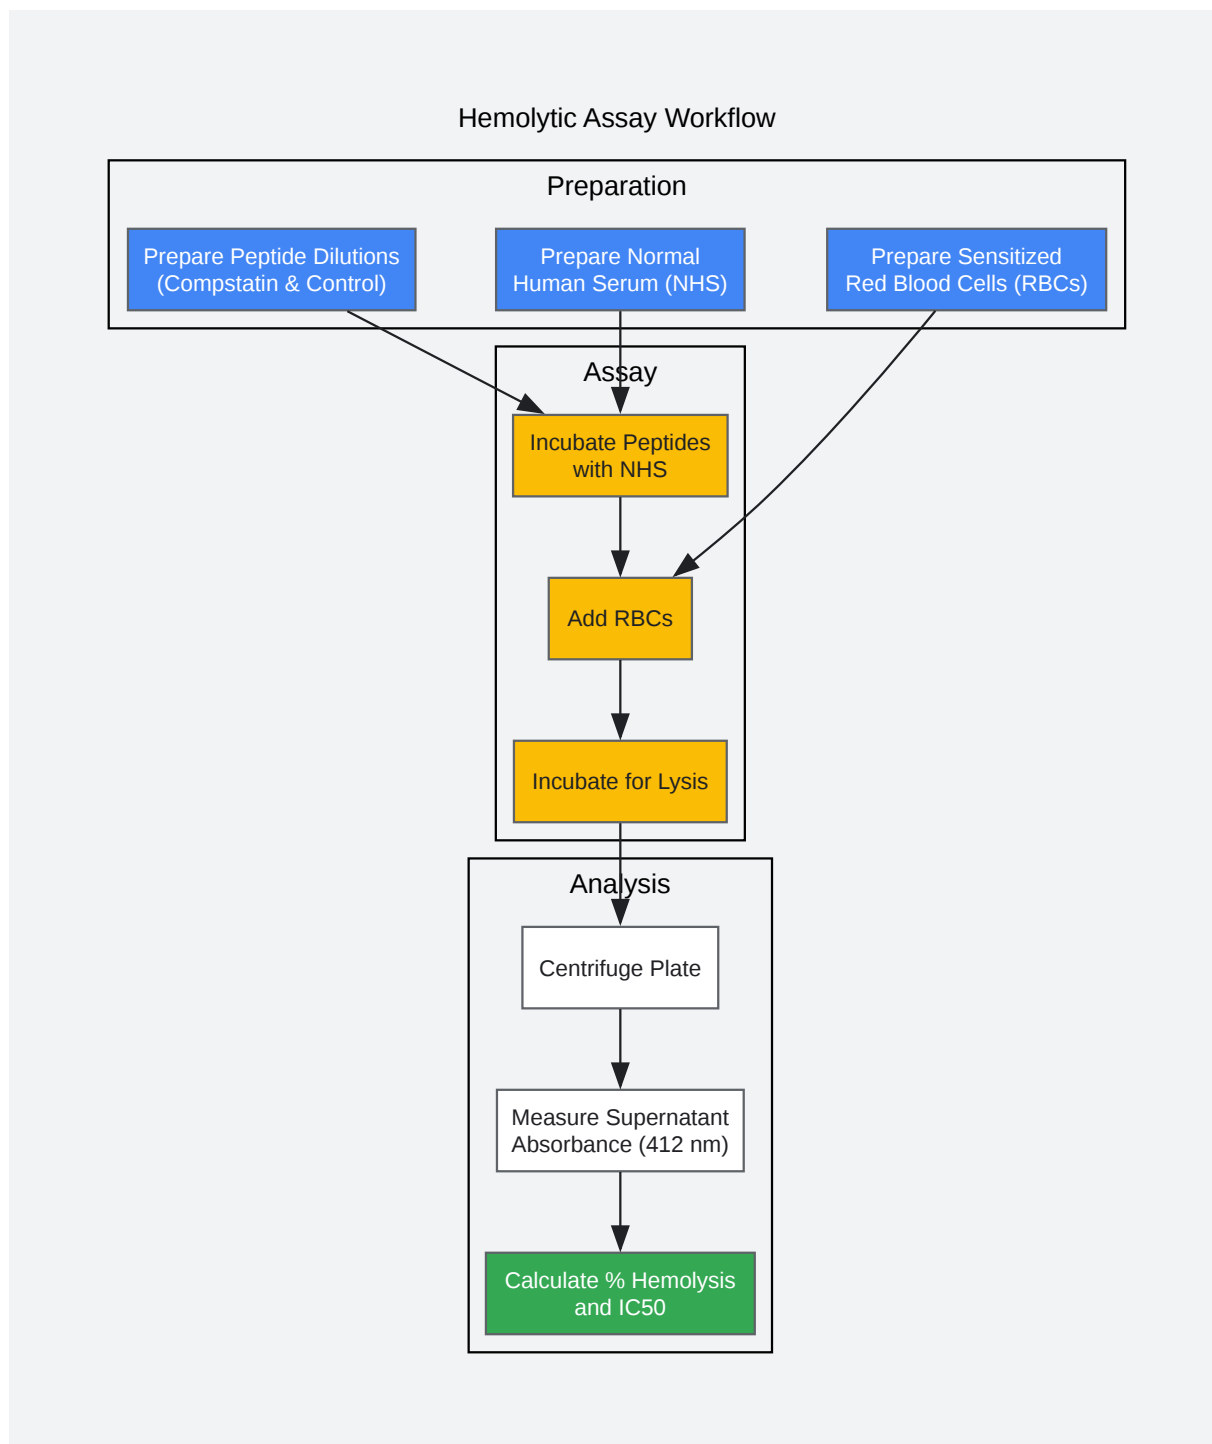 Hemolytic Assay Workflow
Preparation
Prepare Peptide Dilutions
(Compstatin & Control)
Prepare Normal
Human Serum (NHS)
Prepare Sensitized
Red Blood Cells (RBCs)
Assay
Incubate Peptides
with NHS
Add RBCs
Incubate for Lysis
Analysis
Centrifuge Plate
Measure Supernatant
Absorbance (412 nm)
Calculate % Hemolysis
and IC50